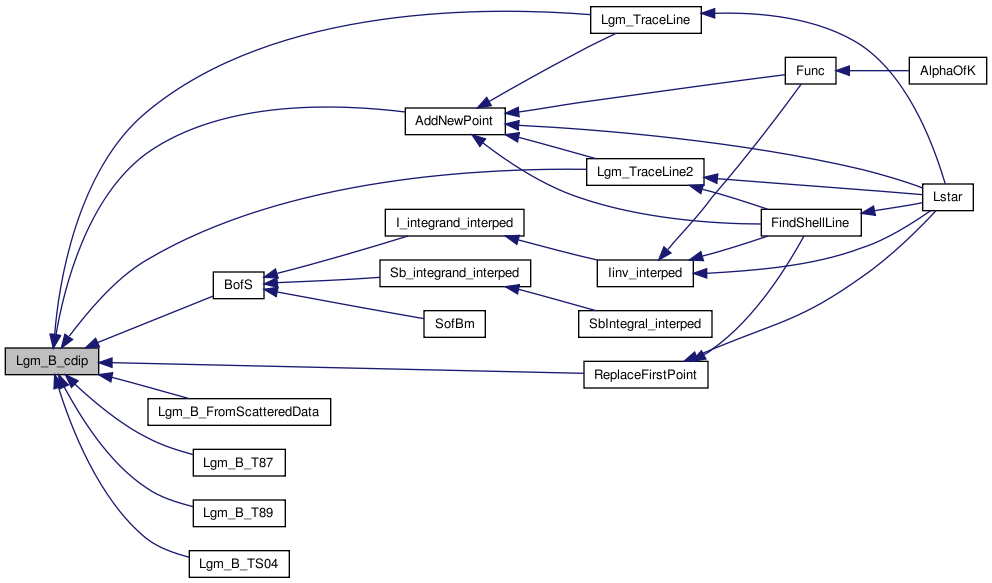 Lgm_TraceLine
Func
AlphaOfK
AddNewPoint
Lgm_TraceLine2
Lstar
I_integrand_interped
FindShellLine
BofS
Sb_integrand_interped
Iinv_interped
SofBm
SbIntegral_interped
Lgm_B_cdip
ReplaceFirstPoint
Lgm_B_FromScatteredData
Lgm_B_T87
Lgm_B_T89
Lgm_B_TS04